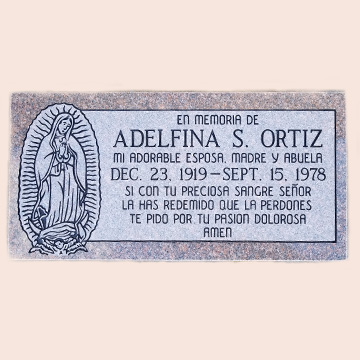 EN MEMORIA DE
ADELFINA S. ORTIZ
MI ADORABLE ESPOSA, MADRE Y ABUELA
DEC. 23, 1919 — SEPT. 15, 1978
SI CON TU PRECIOSA SANGRE SEÑOR
LA HAS REDEMIDO QUE LA PERDONES
TE PIDO POR TU PASION DOLOROSA
AMEN